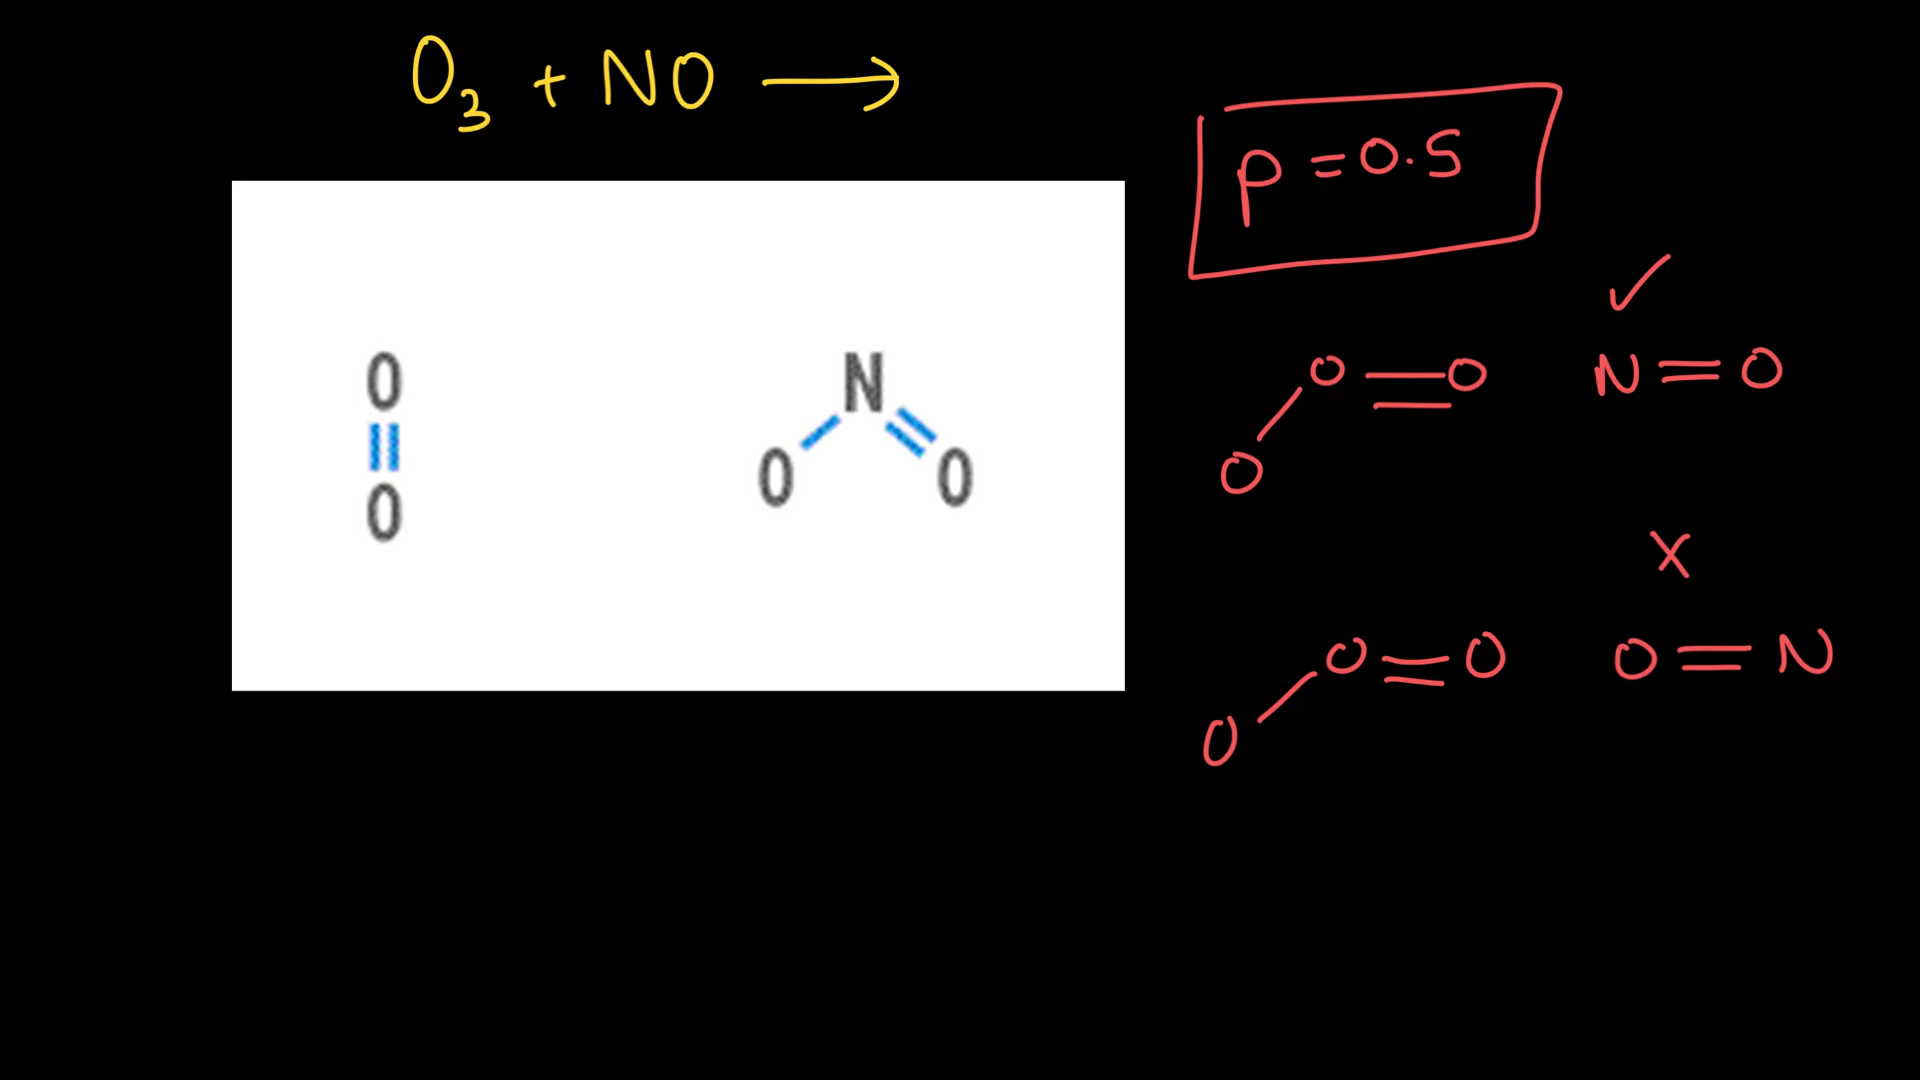 O₃ + NO →
p = 0.5
O
O
N
O O
✓
O = O N = O
O
X
O = O O = N
O